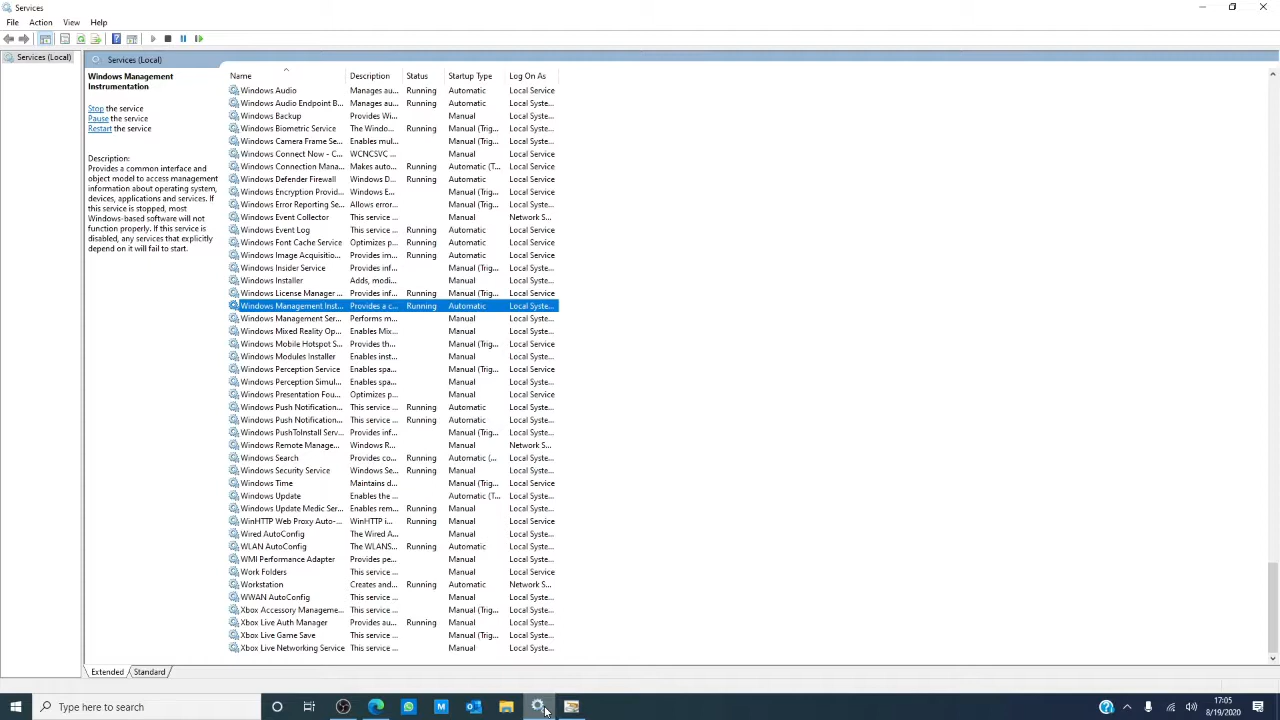 Services
File Action View Help
Services (Local)
Services (Local)
Windows Management
Instrumentation
Stop the service
Pause the service
Restart the service
Description:
Provides a common interface and
object model to access management
information about operating system,
devices, applications and services. If
this service is stopped, most
Windows-based software will not
function properly. If this service is
disabled, any services that explicitly
depend on it will fail to start.
Name Description Status Startup Type Log On As
Windows Audio Manages au... Running Automatic Local Service
Windows Audio Endpoint B... Manages au... Running Automatic Local Syste...
Windows Backup Provides Wi... Manual Local Syste...
Windows Biometric Service The Windo... Running Manual (Trig... Local Syste...
Windows Camera Frame Se... Enables mul... Manual (Trig... Local Service
Windows Connect Now - C... WCNCSVC ... Manual Local Service
Windows Connection Mana... Makes auto... Running Automatic (T... Local Service
Windows Defender Firewall Windows D... Running Automatic Local Service
Windows Encryption Provid... Windows E... Manual (Trig... Local Service
Windows Error Reporting Se... Allows error... Manual (Trig... Local Syste...
Windows Event Collector This service ... Manual Network S...
Windows Event Log This service ... Running Automatic Local Service
Windows Font Cache Service Optimizes p... Running Automatic Local Service
Windows Image Acquisitio... Provides im... Running Automatic Local Service
Windows Insider Service Provides inf... Manual (Trig... Local Syste...
Windows Installer Adds, modi... Manual Local Syste...
Windows License Manager ... Provides inf... Running Manual (Trig... Local Service
Windows Management Inst... Provides a c... Running Automatic Local Syste...
Windows Management Ser... Performs m... Manual Local Syste...
Windows Mixed Reality Op... Enables Mix... Manual Local Syste...
Windows Mobile Hotspot S... Provides th... Manual (Trig... Local Service
Windows Modules Installer Enables inst... Manual Local Syste...
Windows Perception Service Enables spa... Manual (Trig... Local Service
Windows Perception Simul... Enables spa... Manual Local Syste...
Windows Presentation Fou... Optimizes p... Manual Local Service
Windows Push Notification... This service ... Running Automatic Local Syste...
Windows Push Notification... This service ... Running Automatic Local Syste...
Windows PushToInstall Serv... Provides inf... Manual (Trig... Local Syste...
Windows Remote Manage... Windows R... Manual Network S...
Windows Search Provides co... Running Automatic (... Local Syste...
Windows Security Service Windows Se... Running Manual Local Syste...
Windows Time Maintains d... Manual (Trig... Local Service
Windows Update Enables the ... Automatic (T... Local Syste...
Windows Update Medic Ser... Enables rem... Running Manual Local Syste...
WinHTTP Web Proxy Auto-... WinHTTP i... Running Manual Local Service
Wired AutoConfig The Wired A... Manual Local Syste...
WLAN AutoConfig The WLANS... Running Automatic Local Syste...
WMI Performance Adapter Provides pe... Manual Local Syste...
Work Folders This service ... Manual Local Service
Workstation Creates and... Running Automatic Network S...
WWAN AutoConfig This service ... Manual Local Syste...
Xbox Accessory Manageme... This service ... Manual (Trig... Local Syste...
Xbox Live Auth Manager Provides au... Running Manual Local Syste...
Xbox Live Game Save This service ... Manual (Trig... Local Syste...
Xbox Live Networking Service This service ... Manual Local Syste...
Extended Standard
Type here to search
M
17:05
8/19/2020